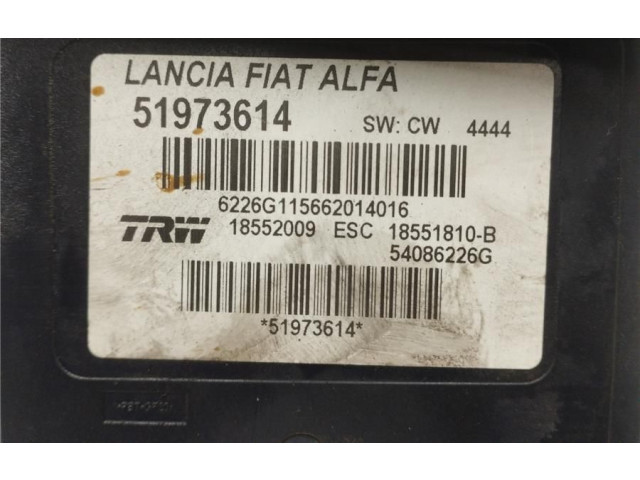 LANCIA FIAT ALFA
51973614 SW: CW 4444
6226G115662014016
TRW 18552009 ESC 18551810-B
54086226G
*51973614*